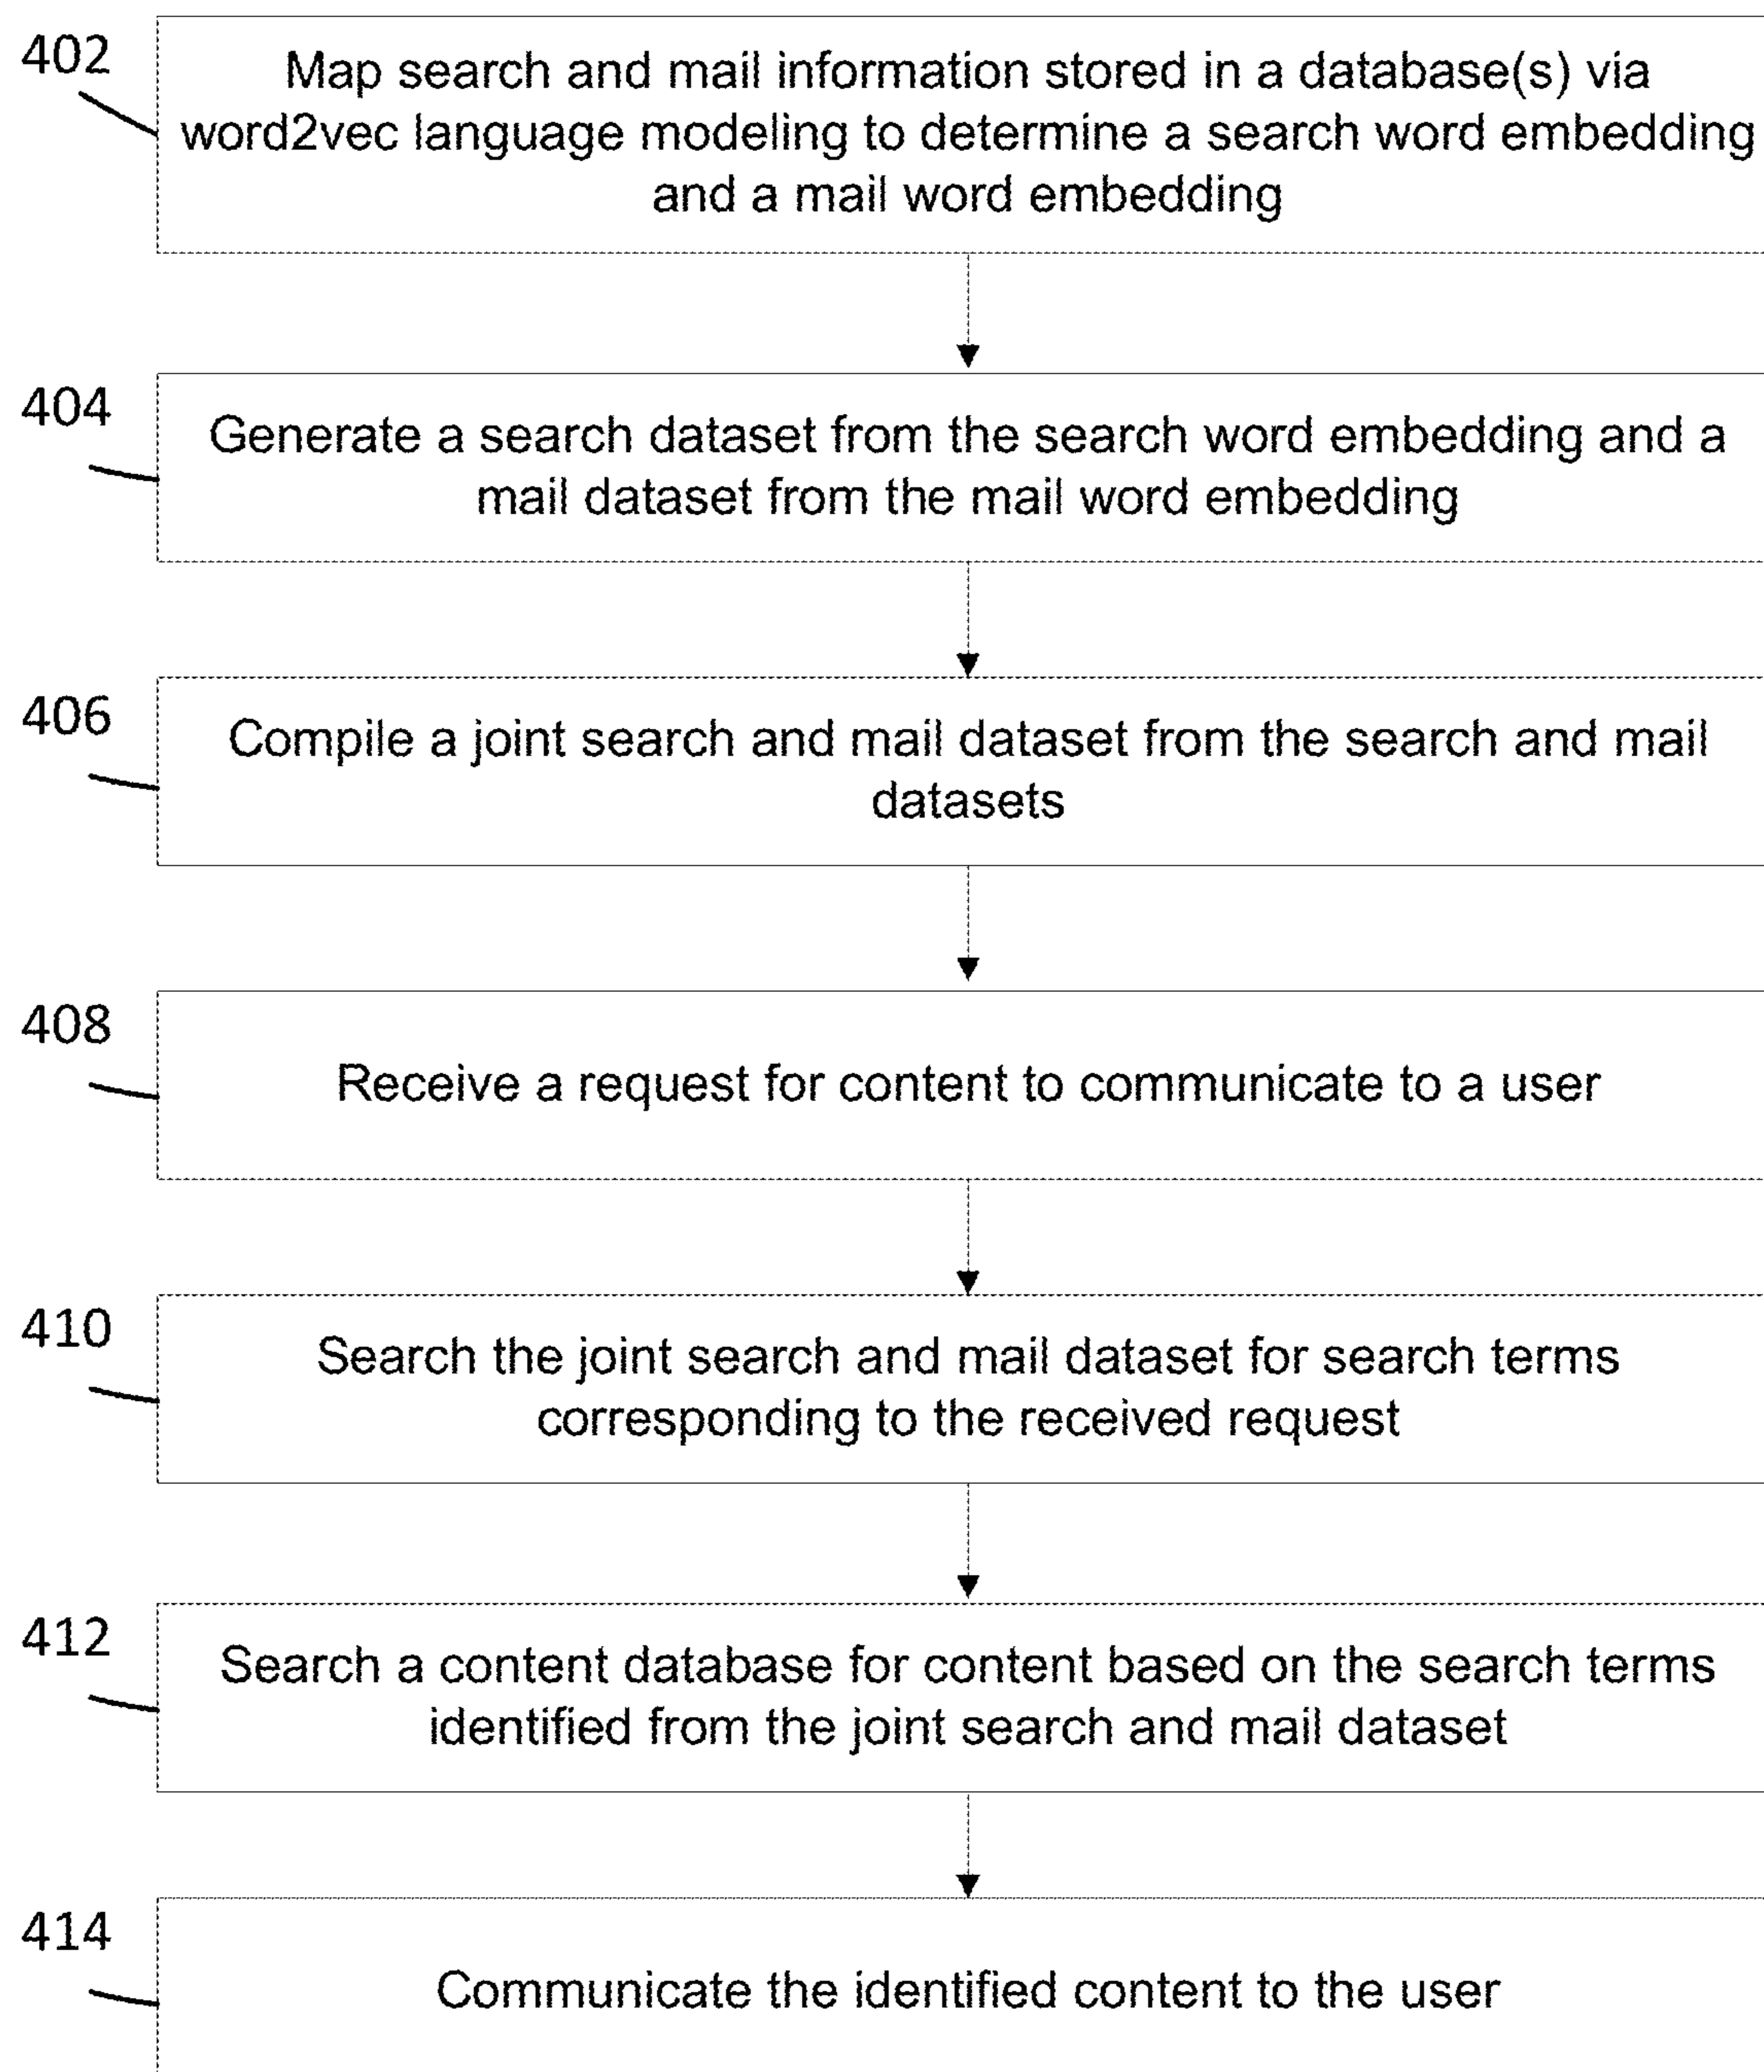 402
Map search and mail information stored in a database(s) via
word2vec language modeling to determine a search word embedding
and a mail word embedding
404
Generate a search dataset from the search word embedding and a
mail dataset from the mail word embedding
406
Compile a joint search and mail dataset from the search and mail
datasets
408
Receive a request for content to communicate to a user
410
Search the joint search and mail dataset for search terms
corresponding to the received request
412
Search a content database for content based on the search terms
identified from the joint search and mail dataset
414
Communicate the identified content to the user